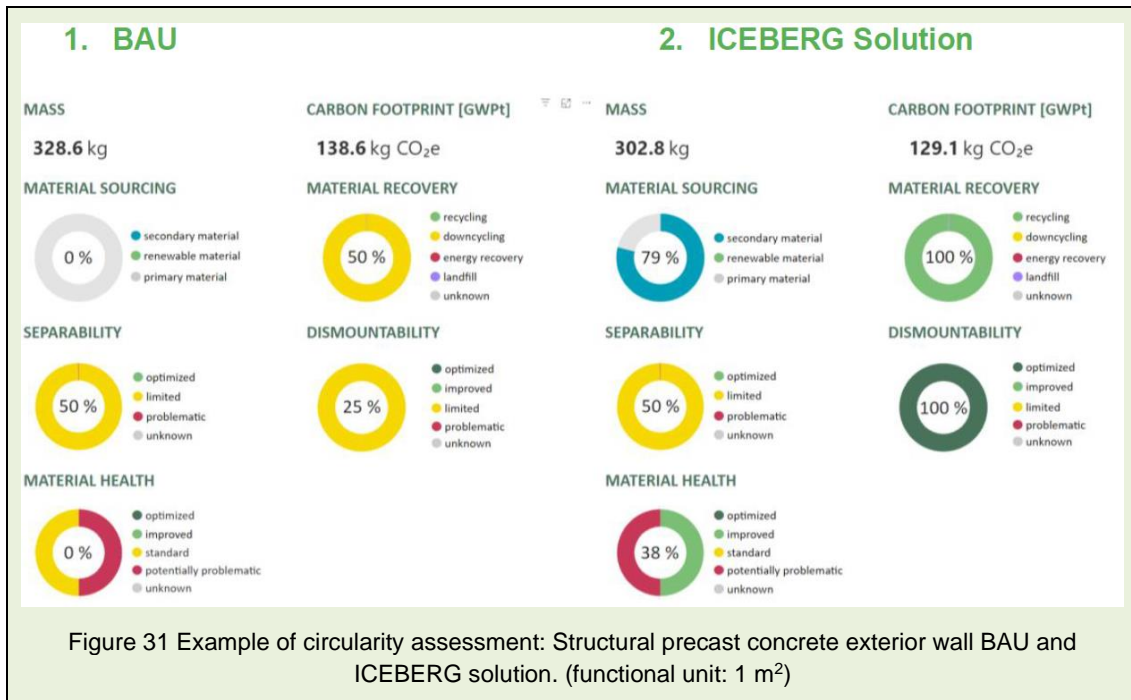 1. BAU
MASS
328.6 kg
CARBON FOOTPRINT [GWPt]
138.6 kg CO₂e
MATERIAL SOURCING
0 %
secondary material
renewable material
primary material
MATERIAL RECOVERY
50 %
recycling
downcycling
energy recovery
landfill
unknown
SEPARABILITY
50 %
optimized
limited
problematic
unknown
DISMOUNTABILITY
25 %
optimized
improved
limited
problematic
unknown
MATERIAL HEALTH
0 %
optimized
improved
standard
potentially problematic
unknown
2. ICEBERG Solution
MASS
302.8 kg
CARBON FOOTPRINT [GWPt]
129.1 kg CO₂e
MATERIAL SOURCING
79 %
secondary material
renewable material
primary material
MATERIAL RECOVERY
100 %
recycling
downcycling
energy recovery
landfill
unknown
SEPARABILITY
50 %
optimized
limited
problematic
unknown
DISMOUNTABILITY
100 %
optimized
improved
limited
problematic
unknown
MATERIAL HEALTH
38 %
optimized
improved
standard
potentially problematic
unknown
Figure 31 Example of circularity assessment: Structural precast concrete exterior wall BAU and
ICEBERG solution. (functional unit: 1 m²)